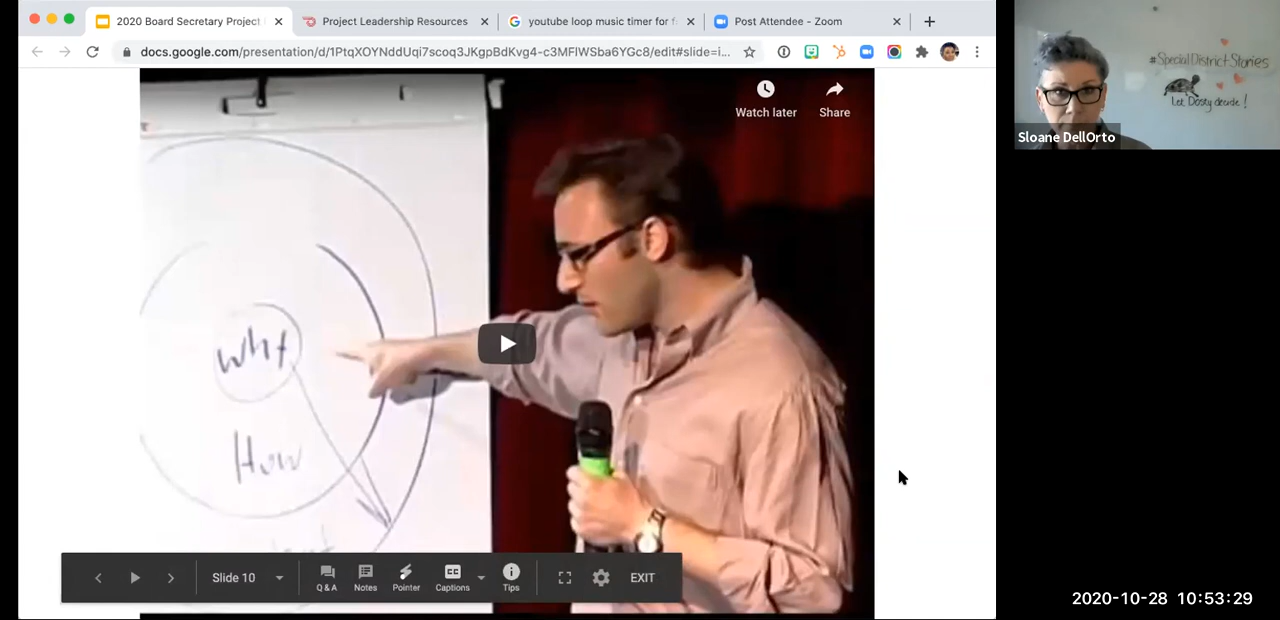 2020 Board Secretary Project
Project Leadership Resources
youtube loop music timer for f
Post Attendee - Zoom
docs.google.com/presentation/d/1PtqXOYNddUqi7scoq3JKgpBdKvg4-c3MFlWSba6YGc8/edit#slide=i...
Watch later
Share
Why
How
Slide 10
Q & A
Notes
Pointer
Captions
Tips
EXIT
#SpecialDistrictStories
Let Dosty decide!
Sloane DellOrto
2020-10-28 10:53:29